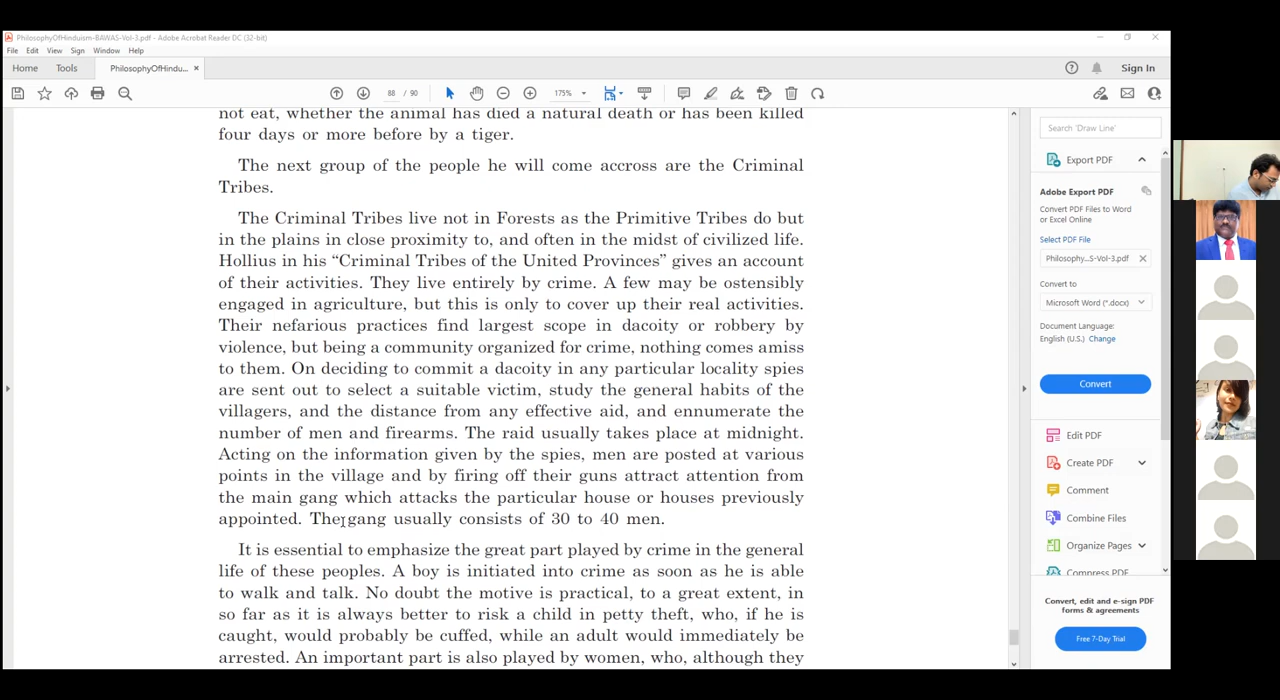 PhilosophyOfHinduism-BAWAS-Vol-3.pdf - Adobe Acrobat Reader DC (32-bit)
File Edit View Sign Window Help
Home Tools PhilosophyOfHindu... × Sign In
88 / 90 175%
not eat, whether the animal has died a natural death or has been killed
four days or more before by a tiger.
The next group of the people he will come accross are the Criminal
Tribes.
The Criminal Tribes live not in Forests as the Primitive Tribes do but
in the plains in close proximity to, and often in the midst of civilized life.
Hollius in his “Criminal Tribes of the United Provinces” gives an account
of their activities. They live entirely by crime. A few may be ostensibly
engaged in agriculture, but this is only to cover up their real activities.
Their nefarious practices find largest scope in dacoity or robbery by
violence, but being a community organized for crime, nothing comes amiss
to them. On deciding to commit a dacoity in any particular locality spies
are sent out to select a suitable victim, study the general habits of the
villagers, and the distance from any effective aid, and ennumerate the
number of men and firearms. The raid usually takes place at midnight.
Acting on the information given by the spies, men are posted at various
points in the village and by firing off their guns attract attention from
the main gang which attacks the particular house or houses previously
appointed. The gang usually consists of 30 to 40 men.
It is essential to emphasize the great part played by crime in the general
life of these peoples. A boy is initiated into crime as soon as he is able
to walk and talk. No doubt the motive is practical, to a great extent, in
so far as it is always better to risk a child in petty theft, who, if he is
caught, would probably be cuffed, while an adult would immediately be
arrested. An important part is also played by women, who, although they
Search 'Draw Line'
Export PDF
Adobe Export PDF
Convert PDF Files to Word
or Excel Online
Select PDF File
Philosophy...S-Vol-3.pdf
Convert to
Microsoft Word (*.docx)
Document Language:
English (U.S.) Change
Convert
Edit PDF
Create PDF
Comment
Combine Files
Organize Pages
Compress PDF
Convert, edit and e-sign PDF
forms & agreements
Free 7-Day Trial